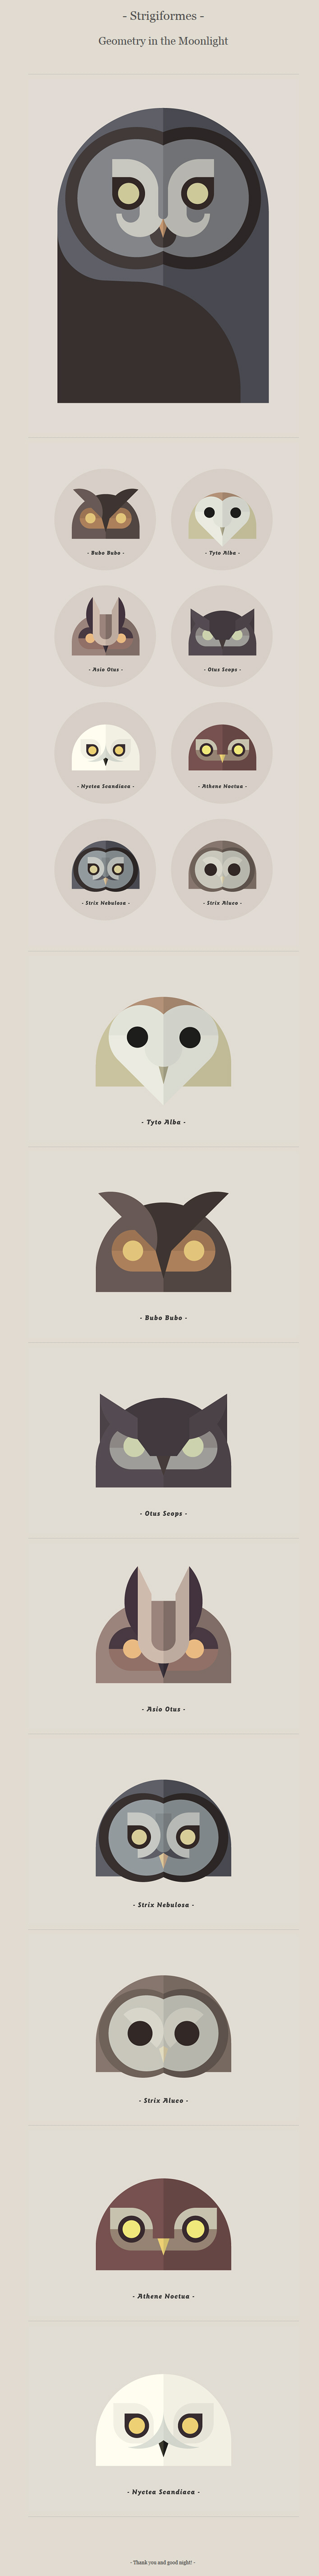 - Strigiformes -
Geometry in the Moonlight
- Bubo Bubo -
- Tyto Alba -
- Asio Otus -
- Otus Scops -
- Nyctea Scandiaca -
- Athene Noctua -
- Strix Nebulosa -
- Strix Aluco -
- Tyto Alba -
- Bubo Bubo -
- Otus Scops -
- Asio Otus -
- Strix Nebulosa -
- Strix Aluco -
- Athene Noctua -
- Nyctea Scandiaca -
- Thank you and good night! -